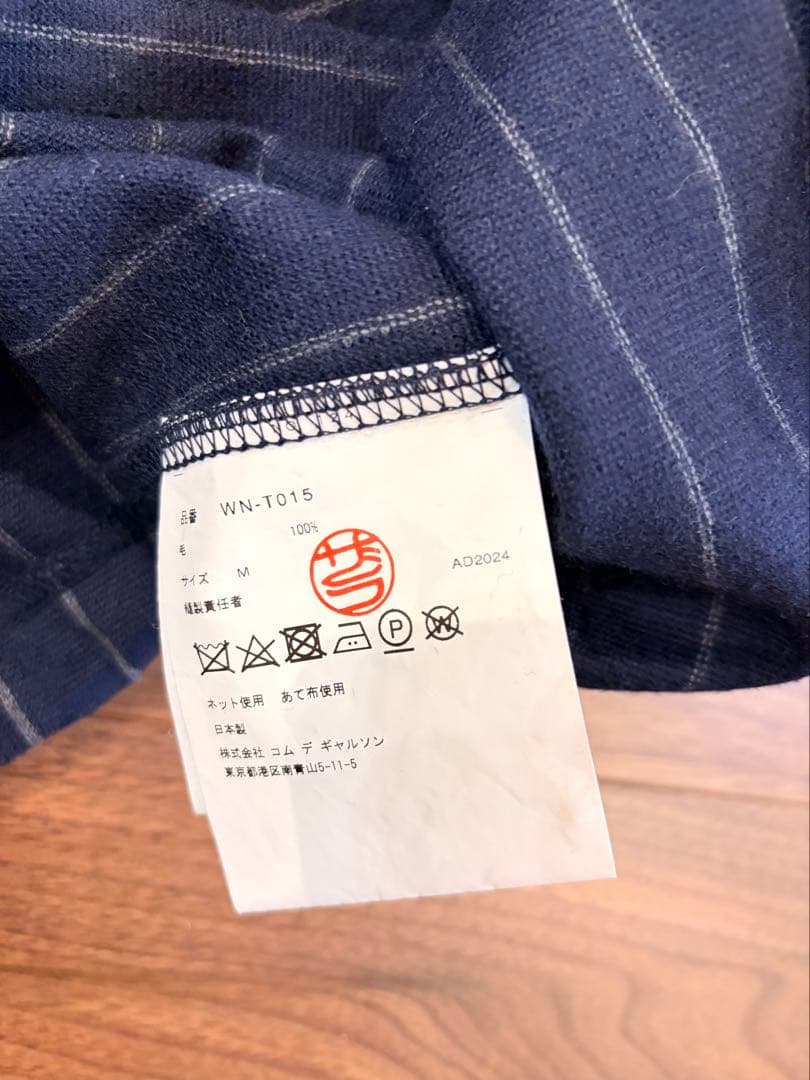 品番 WN-T015
毛 100%
サイズ M
AD2024
縫製責任者
P
W
ネット使用 あて布使用
日本製
株式会社 コム デ ギャルソン
東京都港区南青山5-11-5